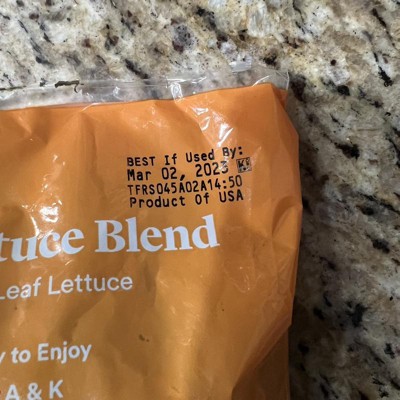 BEST If Used By:
Mar 02, 2023
TFRS045A02A14:50
Product Of USA
tuce Blend
Leaf Lettuce
y to Enjoy
A & K